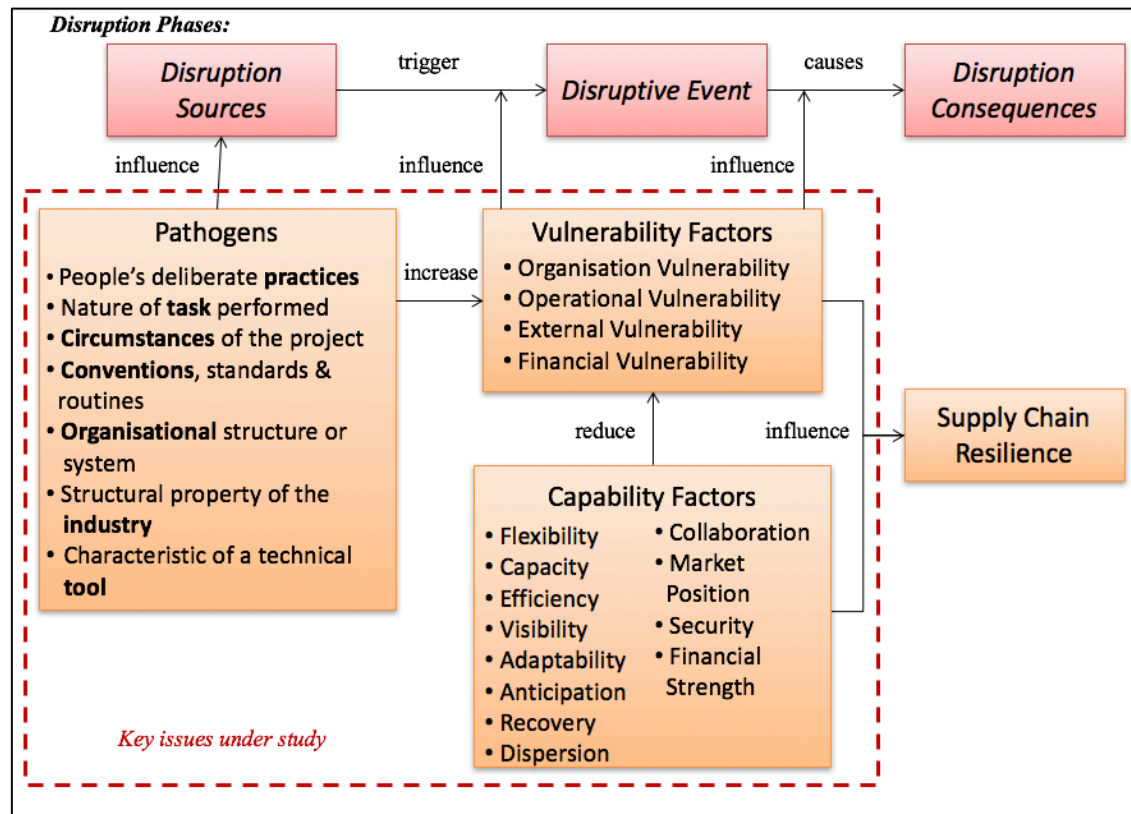 Disruption Phases:
Disruption
Sources
trigger
Disruptive Event
causes
Disruption
Consequences
influence
influence
influence
Pathogens
• People's deliberate practices
• Nature of task performed
• Circumstances of the project
• Conventions, standards &
routines
• Organisational structure or
system
• Structural property of the
industry
• Characteristic of a technical
tool
increase
Vulnerability Factors
• Organisation Vulnerability
• Operational Vulnerability
• External Vulnerability
• Financial Vulnerability
reduce
influence
Supply Chain
Resilience
Capability Factors
• Flexibility
• Capacity
• Efficiency
• Visibility
• Adaptability
• Anticipation
• Recovery
• Dispersion
• Collaboration
• Market
Position
• Security
• Financial
Strength
Key issues under study